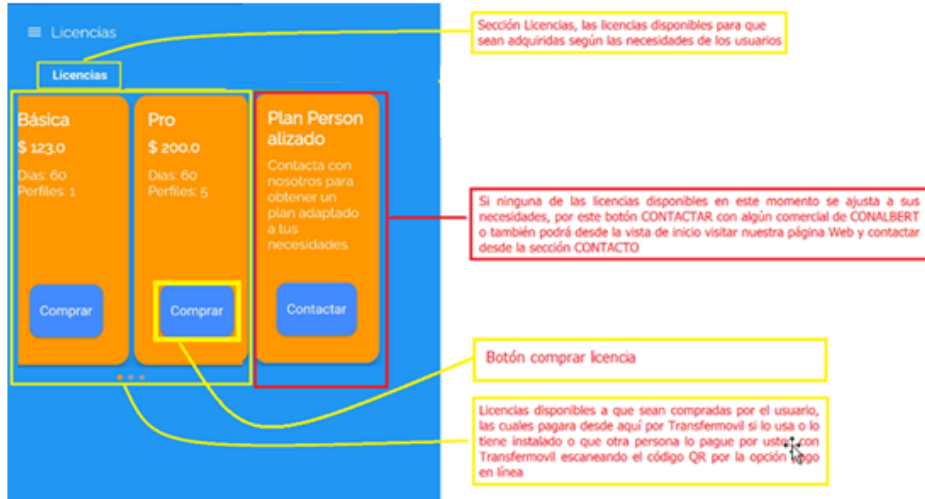 Licencias
Licencias
Básica
$ 123.0
Dias: 60
Perfiles: 1
Comprar
Pro
$ 200.0
Dias: 60
Perfiles: 5
Comprar
Plan Person
alizado
Contacta con
nosotros para
obtener un
plan adaptado
a tus
necesidades.
Contactar
Sección Licencias, las licencias disponibles para que
sean adquiridas según las necesidades de los usuarios
Si ninguna de las licencias disponibles en este momento se ajusta a sus
necesidades, por este botón CONTACTAR con algún comercial de CONALBERT
o también podrá desde la vista de inicio visitar nuestra página Web y contactar
desde la sección CONTACTO
Botón comprar licencia
Licencias disponibles a que sean compradas por el usuario,
las cuales pagara desde aquí por Transfermovil si lo usa o lo
tiene instalado o que otra persona lo pague por usted con
Transfermovil escaneando el código QR por la opción pago
en línea